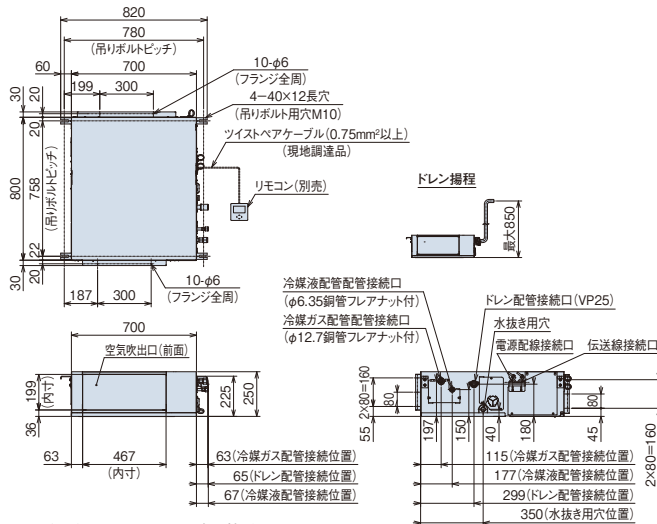 820
780
(吊りボルトピッチ)
60
700
199
300
10-φ6
(フランジ全周)
4−40×12長穴
(吊りボルト用穴M10)
ツイストペアケーブル(0.75mm²以上)
(現地調達品)
リモコン(別売)
30
20
20
800
758
(吊りボルトピッチ)
22
20
30
187
300
10-φ6
(フランジ全周)
ドレン揚程
最大850
冷媒液配管配管接続口
(φ6.35銅管フレアナット付)
冷媒ガス配管配管接続口
(φ12.7銅管フレアナット付)
ドレン配管接続口(VP25)
水抜き用穴
電源配線接続口
伝送線接続口
700
空気吹出口(前面)
199
(内寸)
36
225
250
63
467
(内寸)
63(冷媒ガス配管接続位置)
65(ドレン配管接続位置)
67(冷媒液配管接続位置)
2×80=160
80
55
197
150
40
180
80
45
2×80=160
115(冷媒ガス配管接続位置)
177(冷媒液配管接続位置)
299(ドレン配管接続位置)
350(水抜き用穴位置)